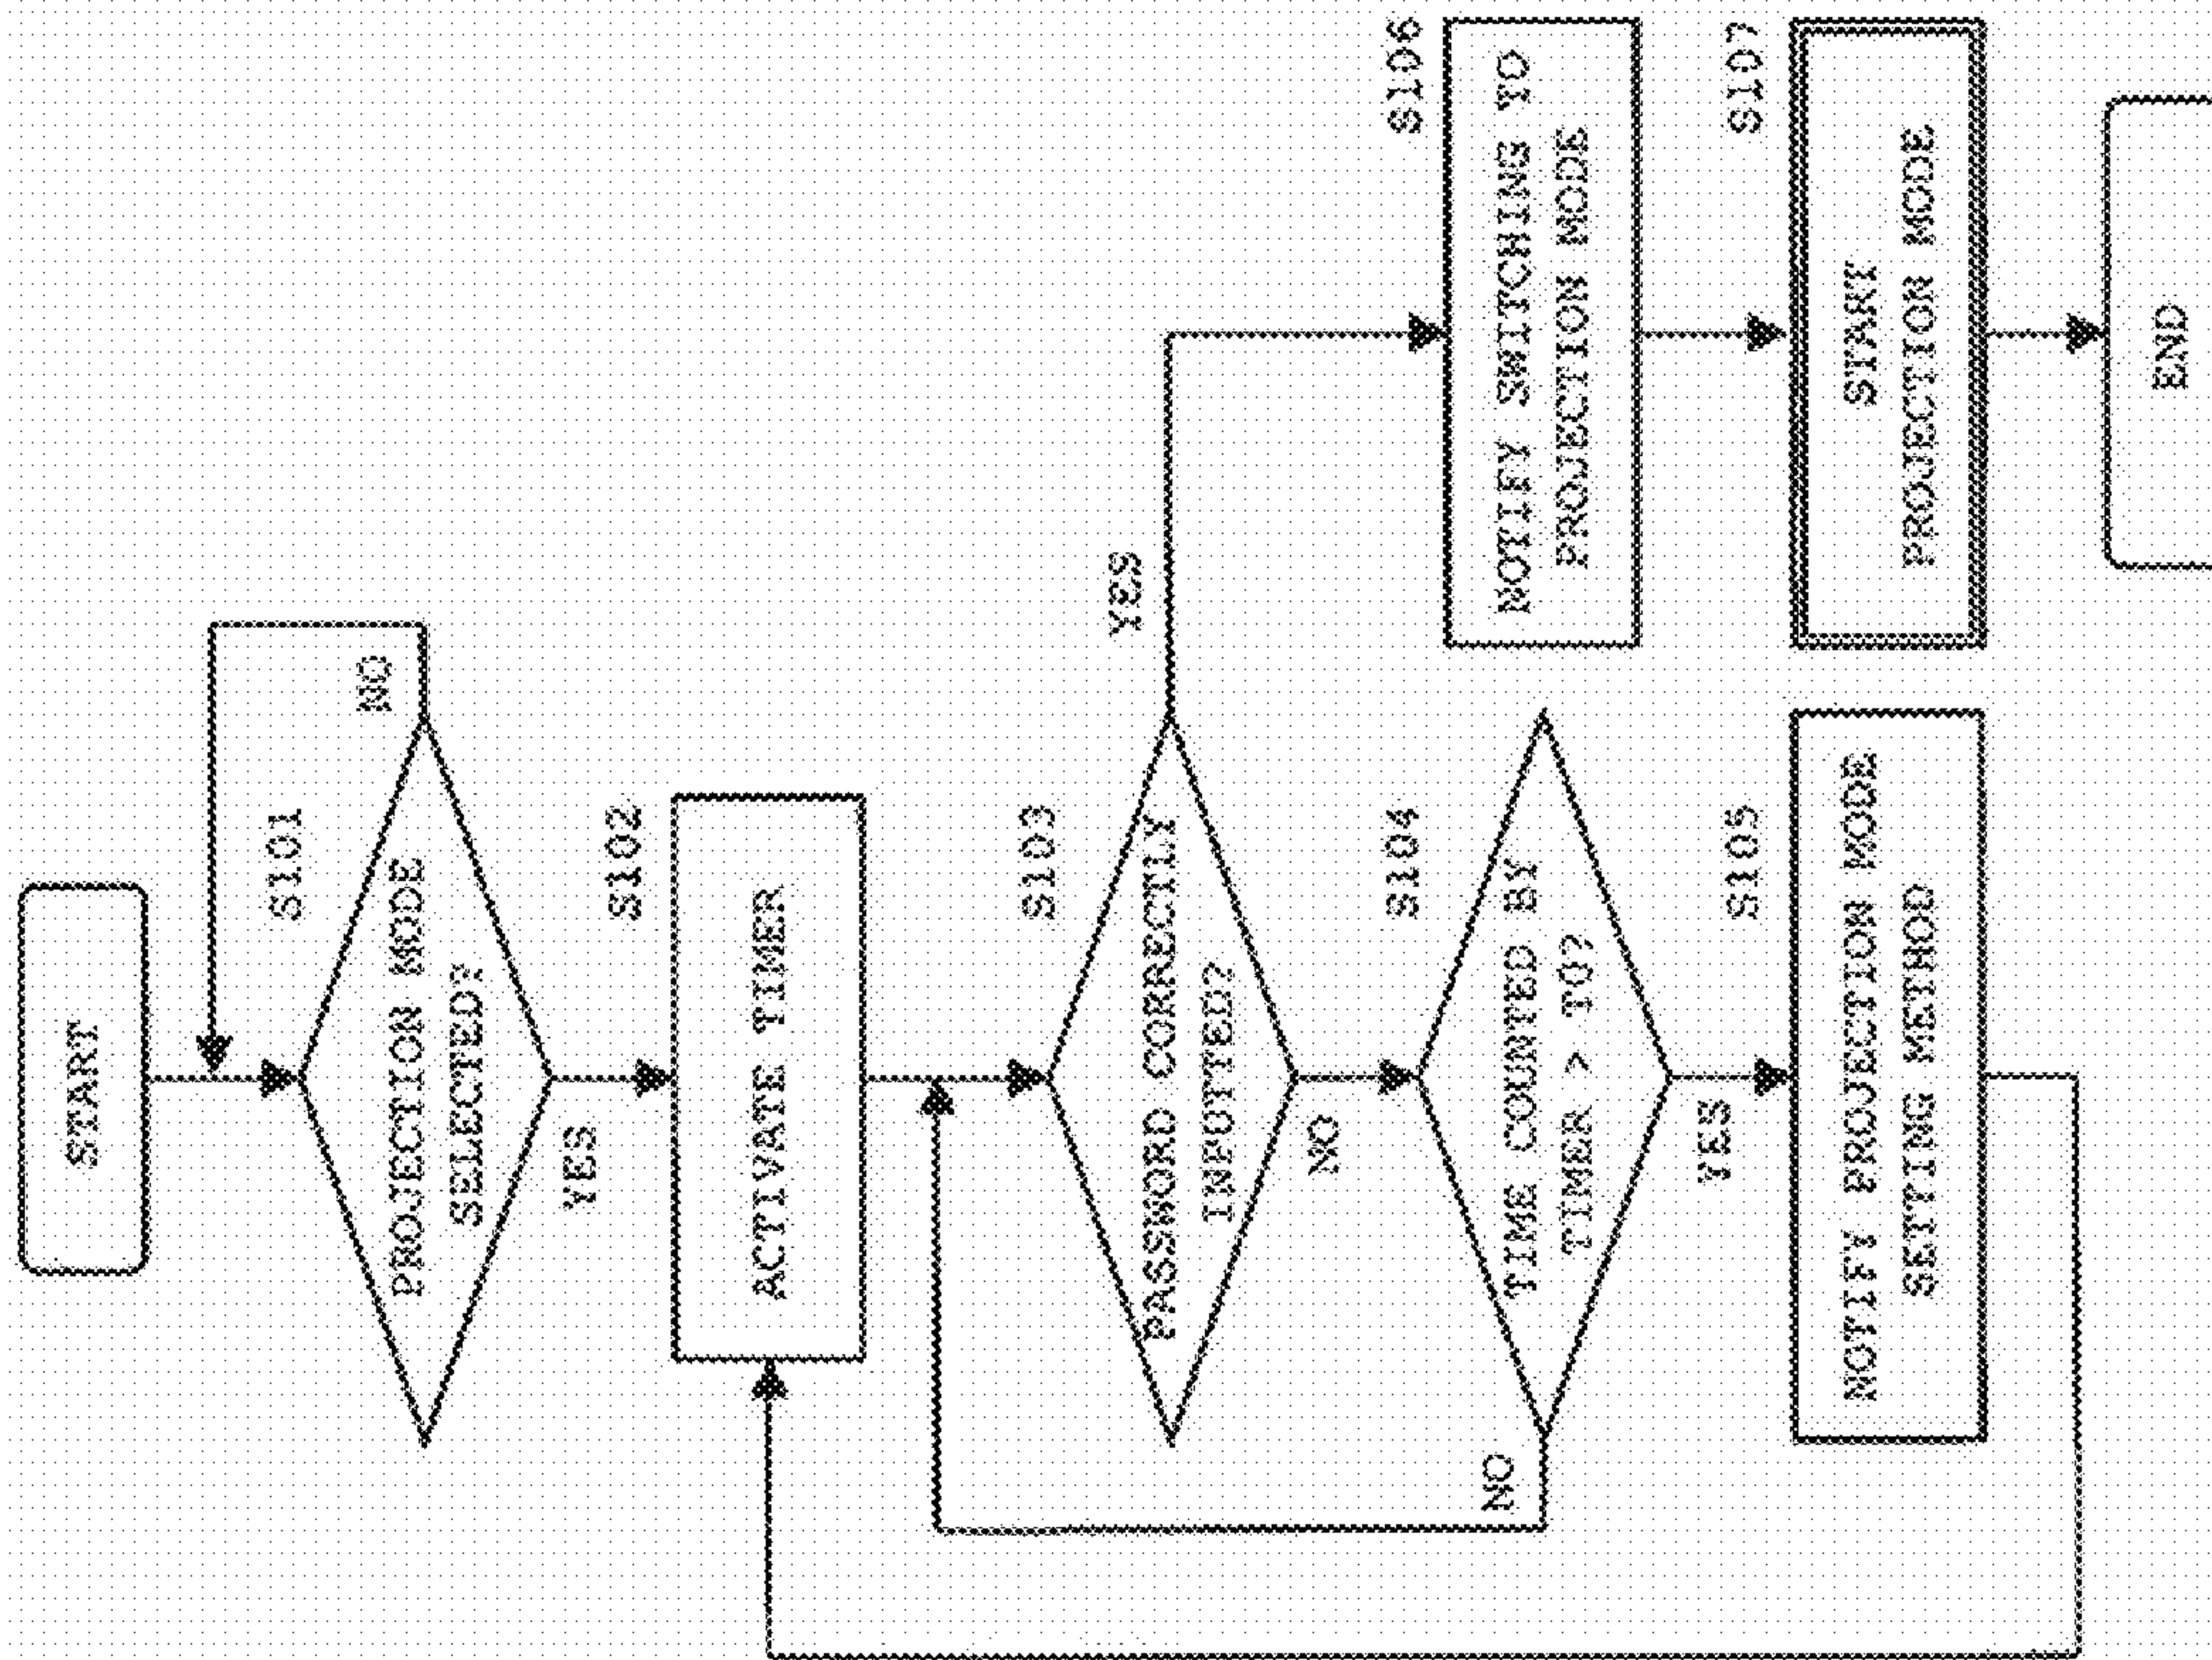 START
S101
PROJECTION MODE
SELECTED?
NO
YES
S102
ACTIVATE TIMER
S103
PASSWORD CORRECTLY
INPUTTED?
YES
NO
S104
TIME COUNTED BY
TIMER > T0?
NO
YES
S105
NOTIFY PROJECTION MODE
SETTING METHOD
S106
NOTIFY SWITCHING TO
PROJECTION MODE
S107
START
PROJECTION MODE
END